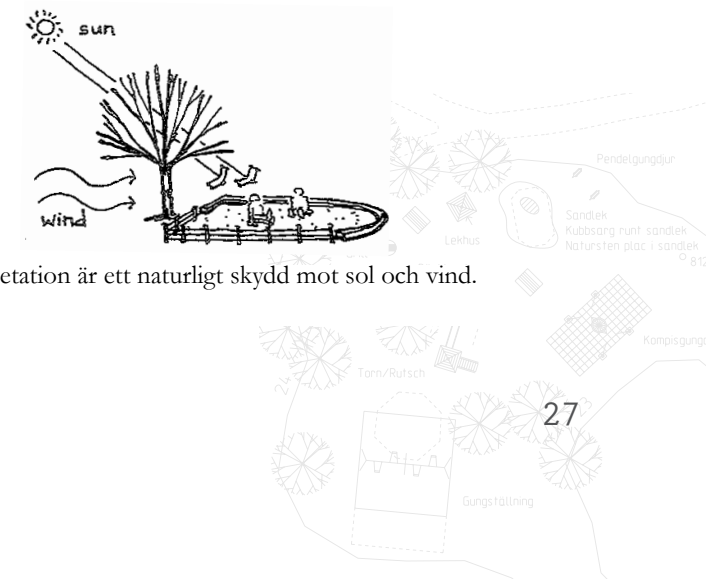 sun
wind
Pendelgungdjur
Lekhus
Sandlek
Kubbsarg runt sandlek
Natursten plac i sandlek
812
etation är ett naturligt skydd mot sol och vind.
Kompisgung
Torn/Rutsch
27
Gungställning